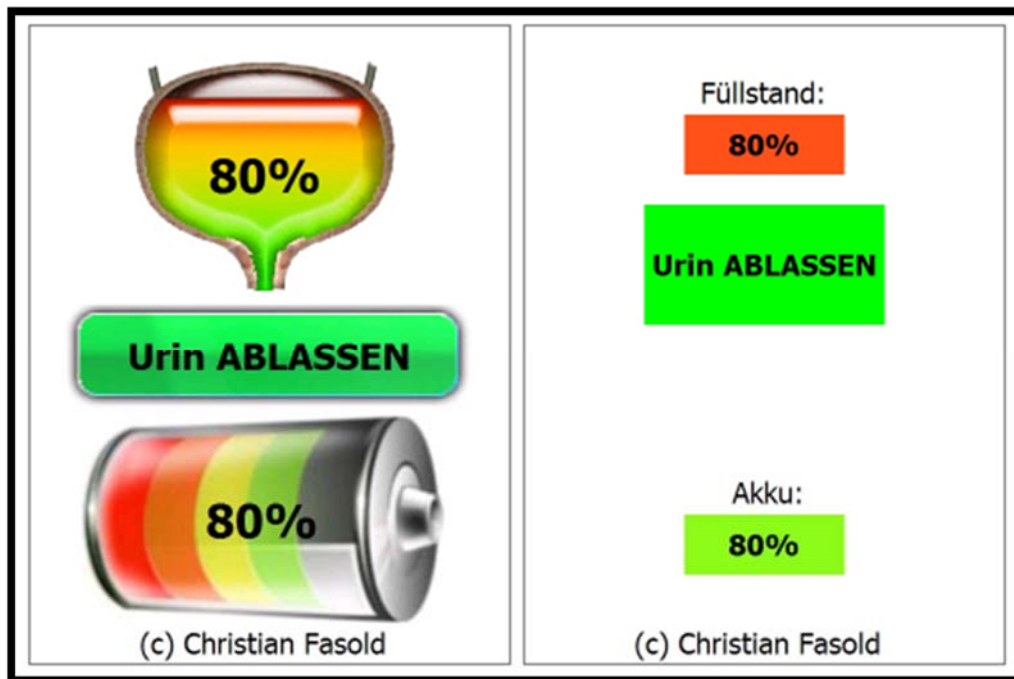 80%
Urin ABLASSEN
80%
(c) Christian Fasold
Füllstand:
80%
Urin ABLASSEN
Akku:
80%
(c) Christian Fasold